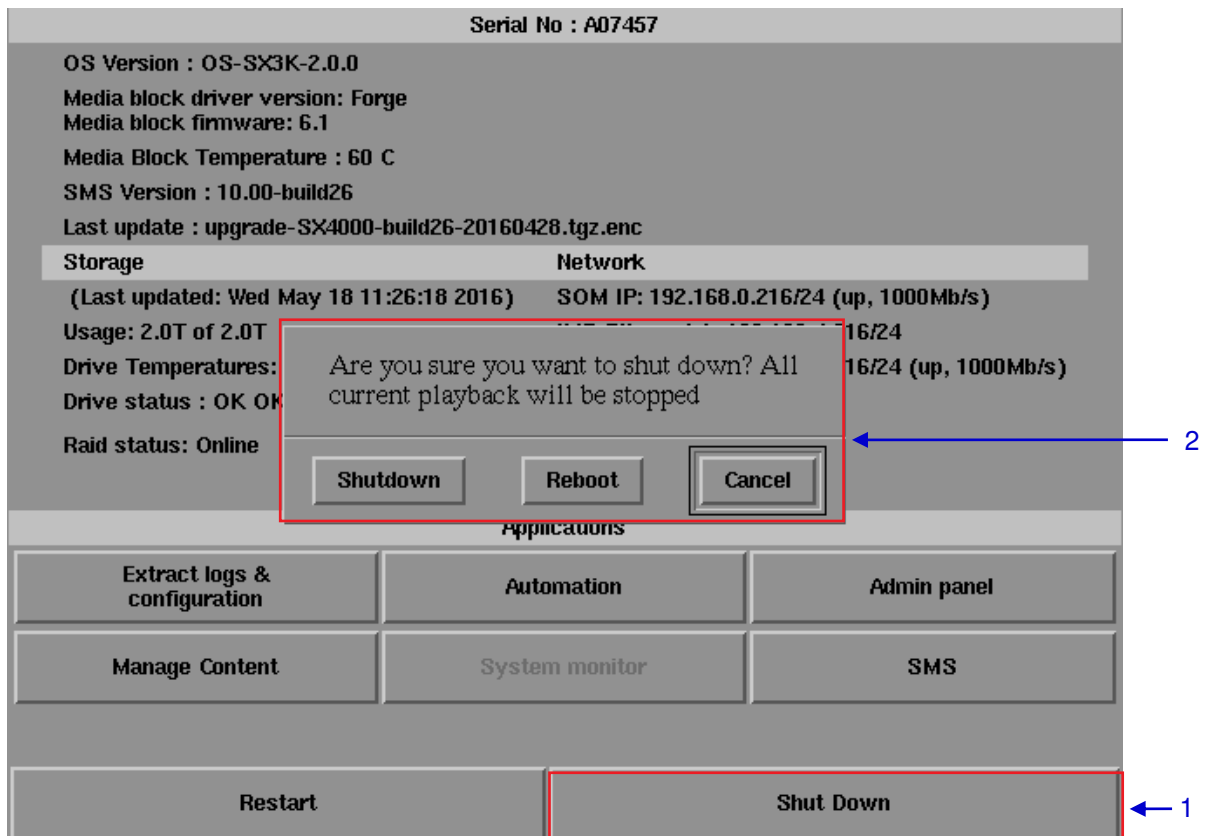 Serial No : A07457
OS Version : OS-SX3K-2.0.0
Media block driver version: Forge
Media block firmware: 6.1
Media Block Temperature : 60 C
SMS Version : 10.00-build26
Last update : upgrade-SX4000-build26-20160428.tgz.enc
Storage Network
(Last updated: Wed May 18 11:26:18 2016) SOM IP: 192.168.0.216/24 (up, 1000Mb/s)
Usage: 2.0T of 2.0T 16/24
Drive Temperatures: 16/24 (up, 1000Mb/s)
Drive status : OK OK
Raid status: Online
Are you sure you want to shut down? All
current playback will be stopped
2
Shutdown Reboot Cancel
Applications
Extract logs &
configuration
Automation
Admin panel
Manage Content
System monitor
SMS
Restart
Shut Down
1